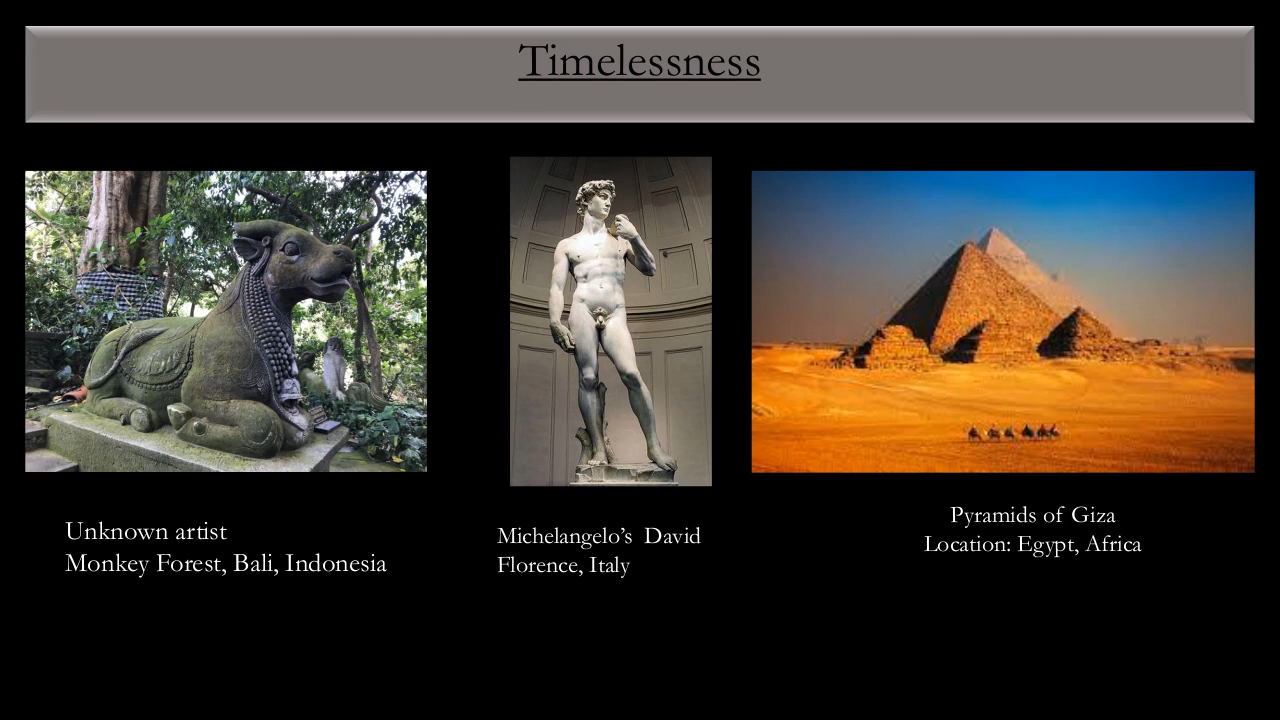 Timelessness
Unknown artist
Monkey Forest, Bali, Indonesia
Michelangelo’s  David
Florence, Italy
Pyramids of Giza
Location: Egypt, Africa